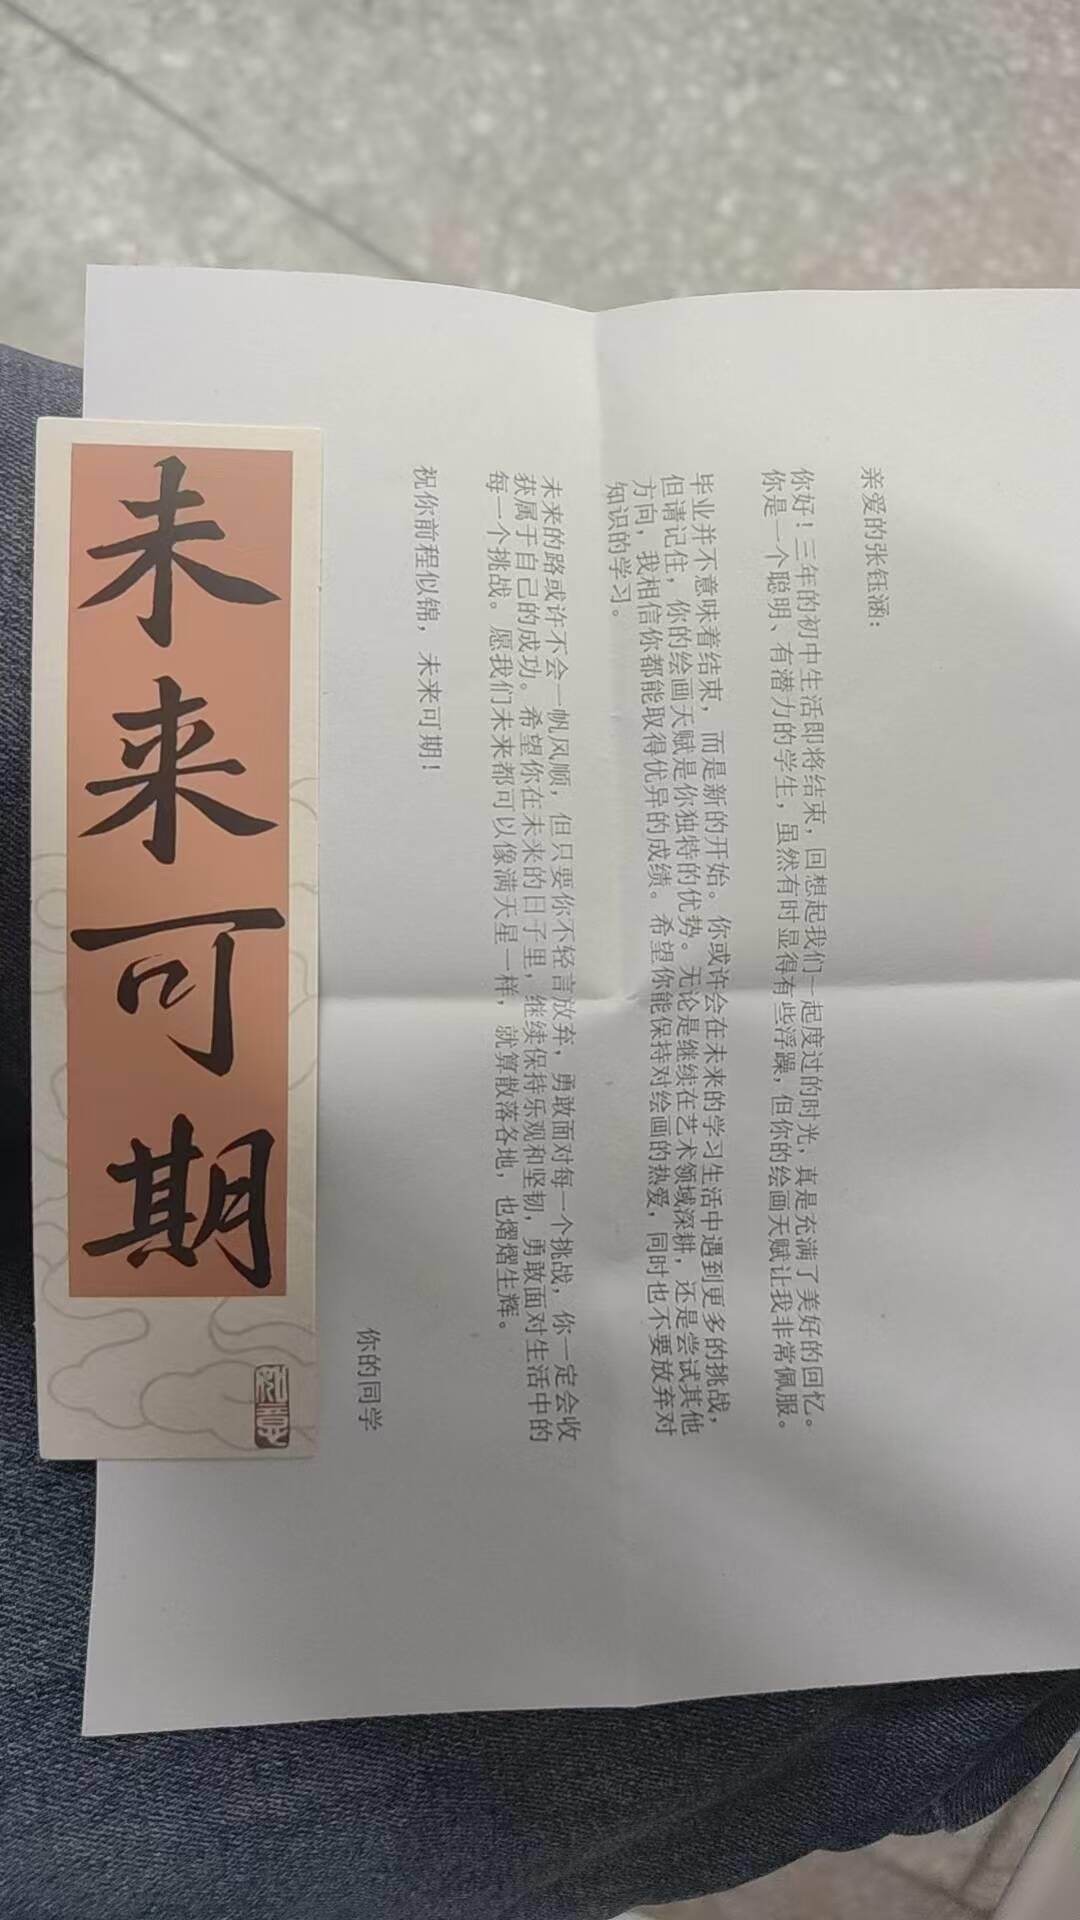 亲爱的张钰涵：
你好！三年的初中生活即将结束，回想起我们一起度过的时光，真是充满了美好的回忆。
你是一个聪明、有潜力的学生，虽然有时显得有些浮躁，但你的绘画天赋让我非常佩服。
毕业并不意味着结束，而是新的开始。你或许会在未来的学习生活中遇到更多的挑战，
但请记住，你的绘画天赋是你独特的优势。无论是继续在艺术领域深耕，还是尝试其他
方向，我相信你都能取得优异的成绩。希望你能保持对绘画的热爱，同时也不要放弃对
知识的学习。
未来的路或许不会一帆风顺，但只要你不轻言放弃，勇敢面对每一个挑战，你一定会收
获属于自己的成功。希望你在未来的日子里，继续保持乐观和坚韧，勇敢面对生活中的
每一个挑战。愿我们未来都可以像满天星一样，就算散落各地，也熠熠生辉。
祝你前程似锦，未来可期！
你的同学
未来可期
如意